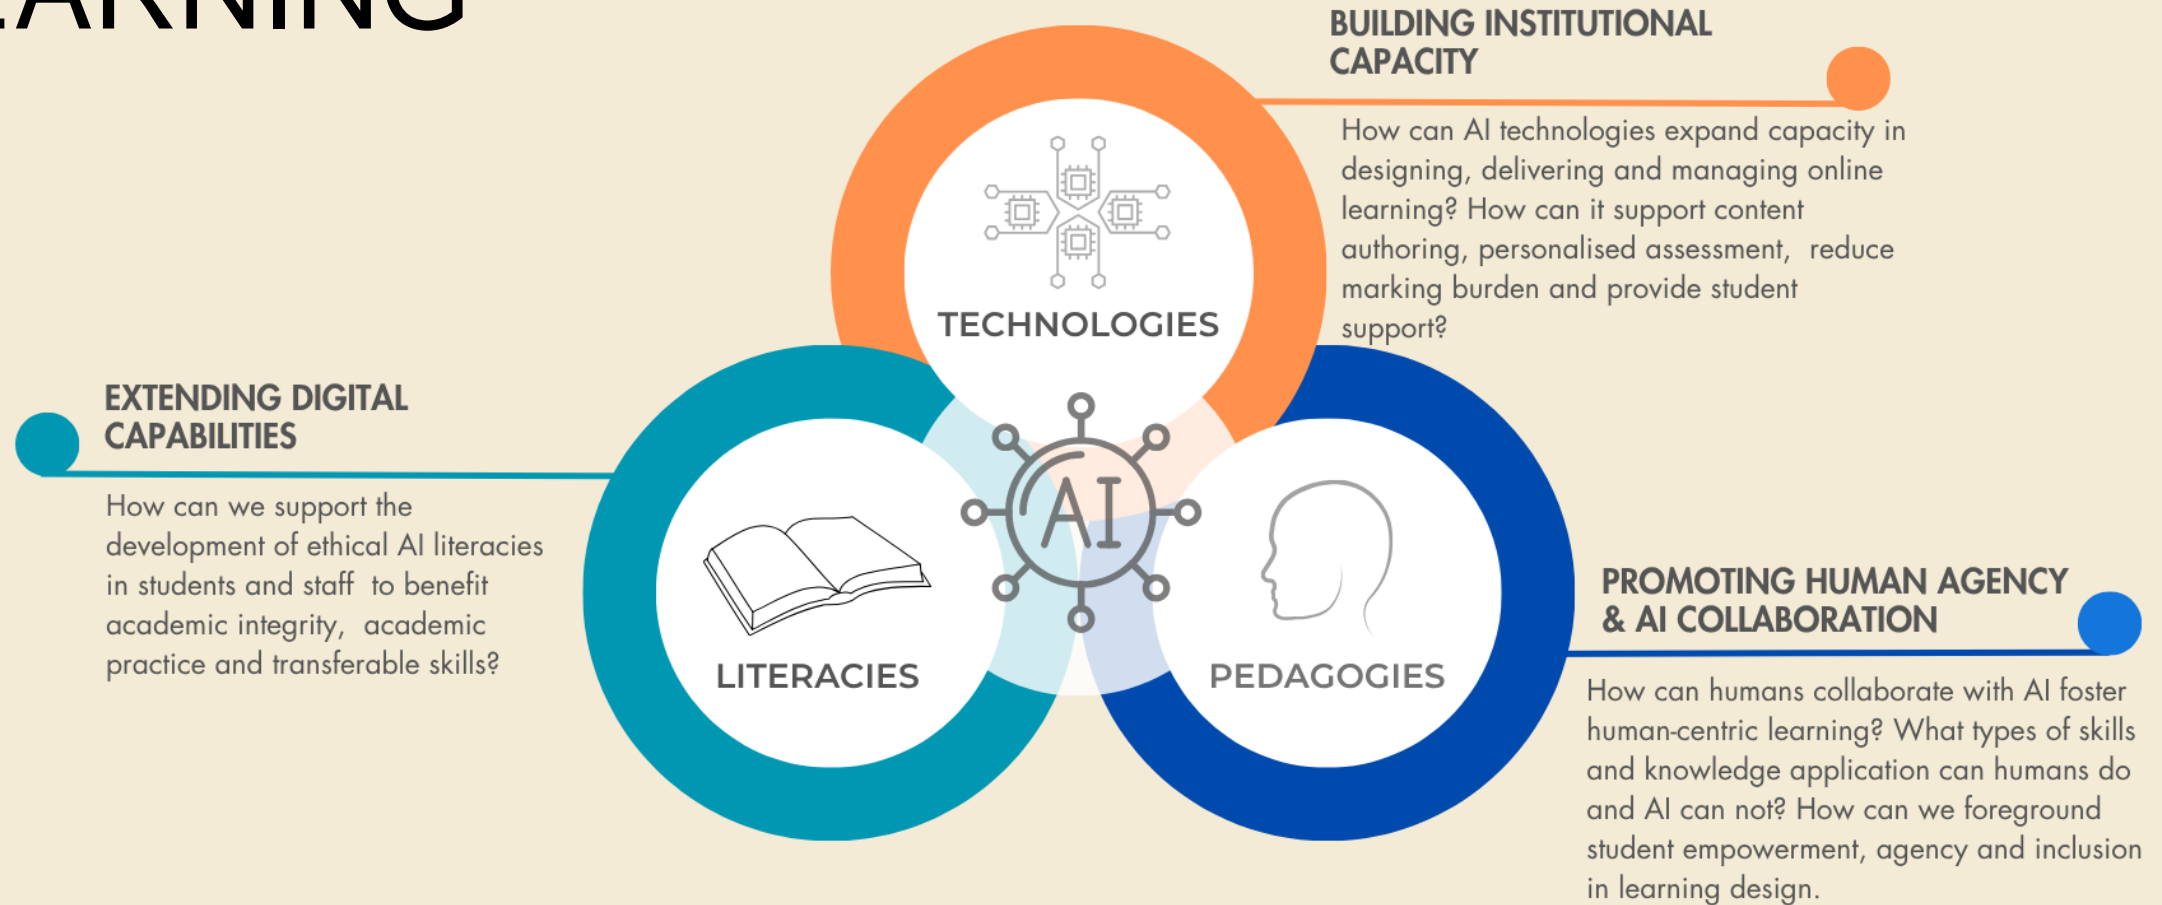 EARNING
BUILDING INSTITUTIONAL
CAPACITY
How can AI technologies expand capacity in
designing, delivering and managing online
learning? How can it support content
authoring, personalised assessment,  reduce
marking burden and provide student
support?
TECHNOLOGIES
EXTENDING DIGITAL
CAPABILITIES
How can we support the
development of ethical AI literacies
in students and staff  to benefit
academic integrity,  academic
practice and transferable skills?
AI
LITERACIES
PEDAGOGIES
PROMOTING HUMAN AGENCY
& AI COLLABORATION
How can humans collaborate with AI foster
human-centric learning? What types of skills
and knowledge application can humans do
and AI can not? How can we foreground
student empowerment, agency and inclusion
in learning design.